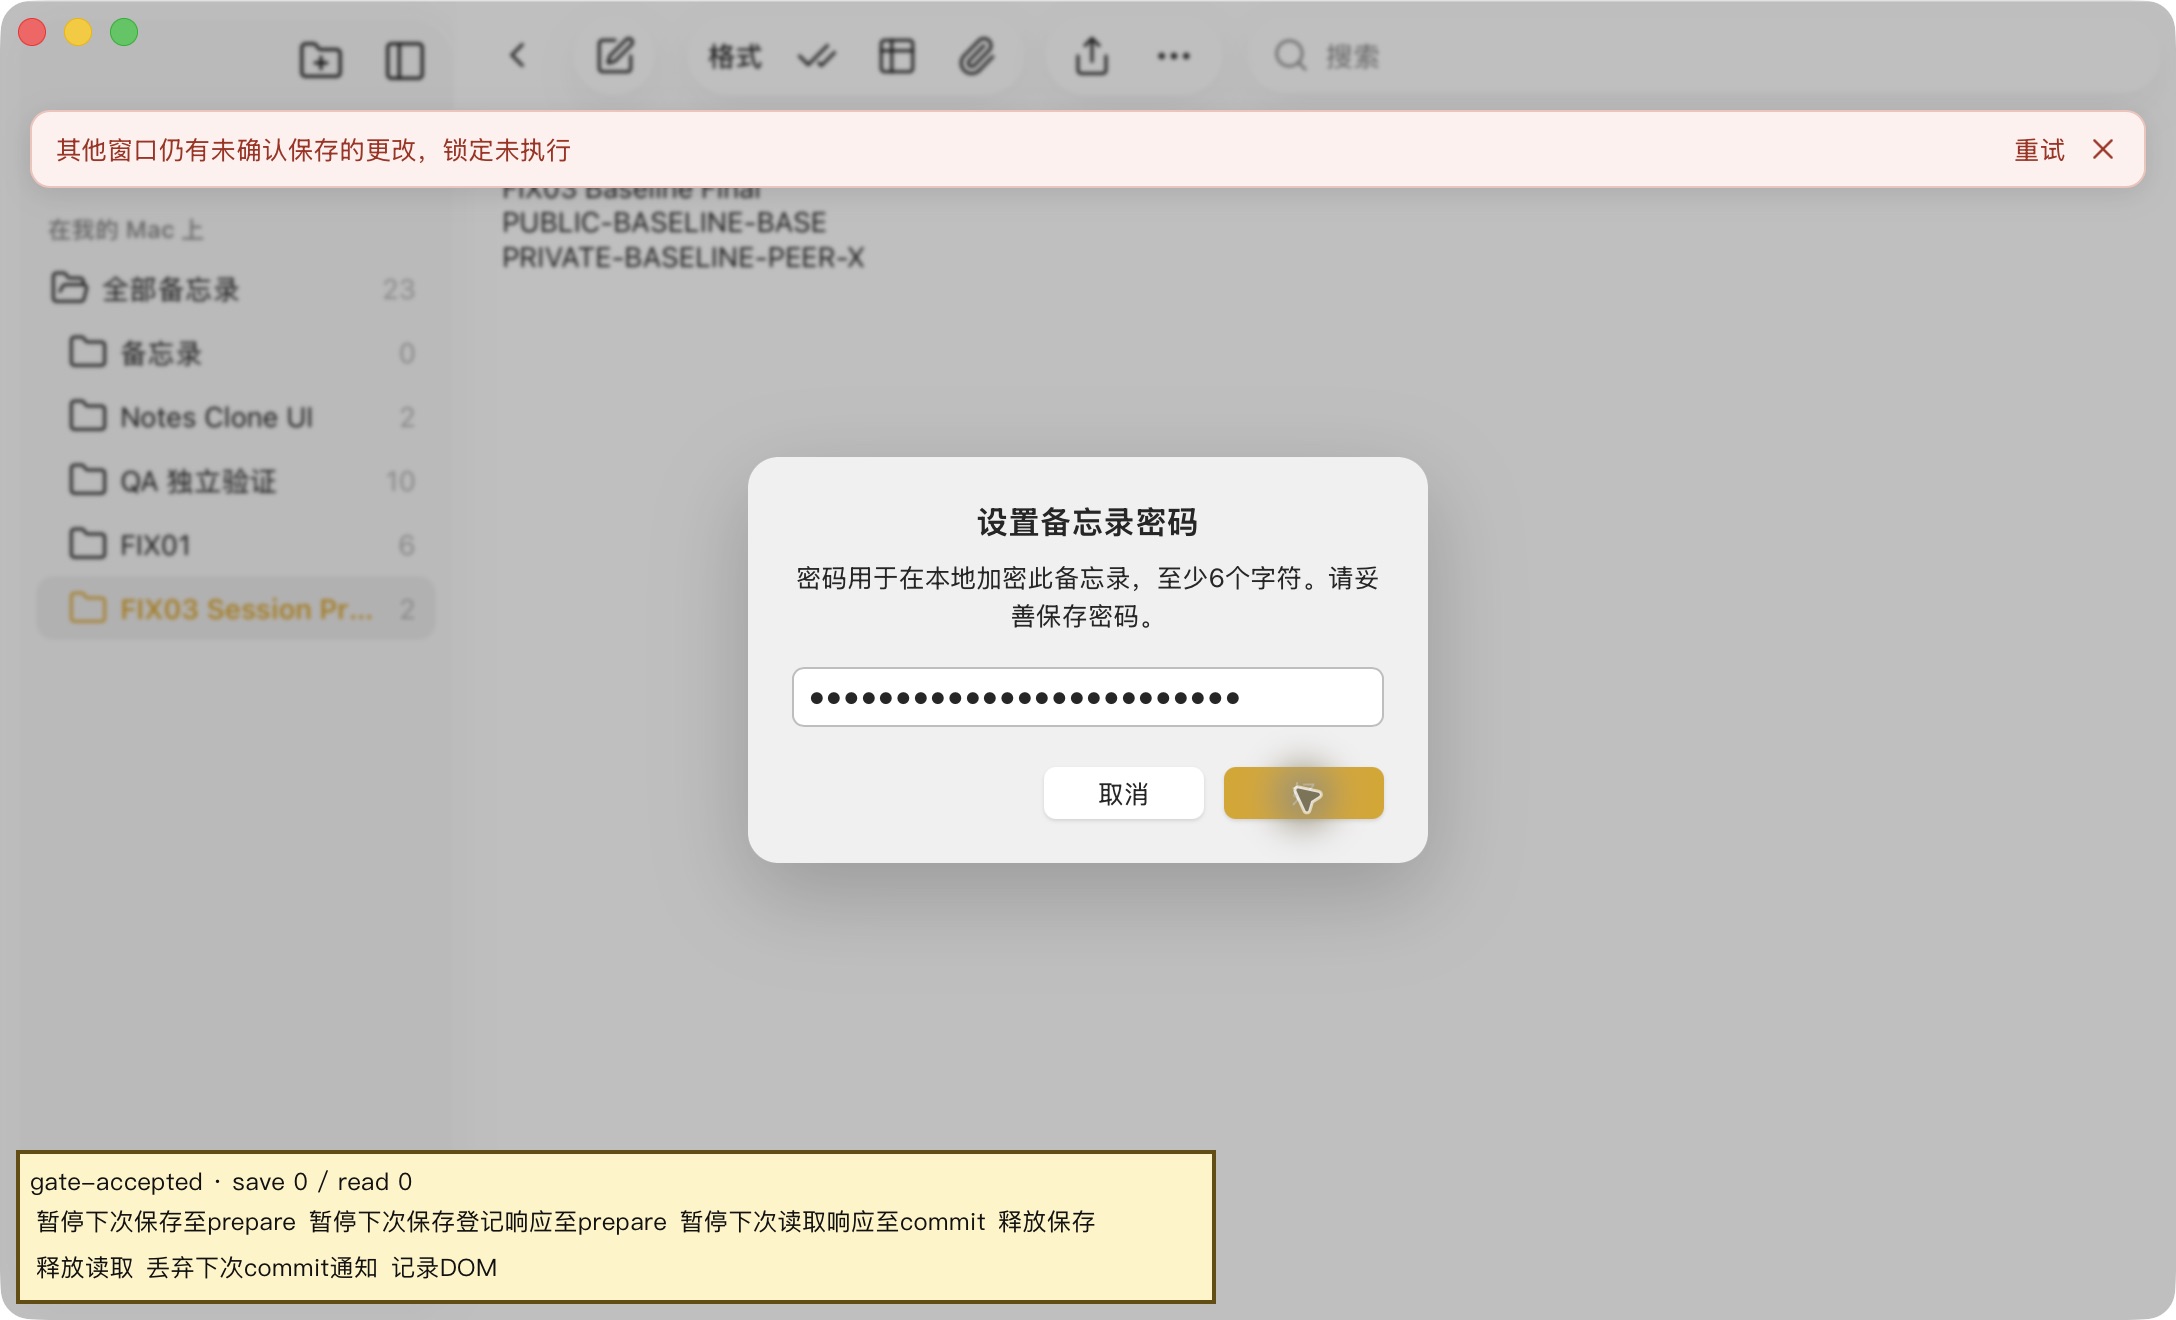 格式
搜索
其他窗口仍有未确认保存的更改，锁定未执行
重试
FIX03 Baseline Final
PUBLIC-BASELINE-BASE
PRIVATE-BASELINE-PEER-X
在我的 Mac 上
全部备忘录 23
备忘录 0
Notes Clone UI 2
QA 独立验证 10
FIX01 6
FIX03 Session Pr... 2
设置备忘录密码
密码用于在本地加密此备忘录，至少6个字符。请妥
善保存密码。
取消
gate-accepted · save 0 / read 0
暂停下次保存至prepare 暂停下次保存登记响应至prepare 暂停下次读取响应至commit 释放保存
释放读取 丢弃下次commit通知 记录DOM